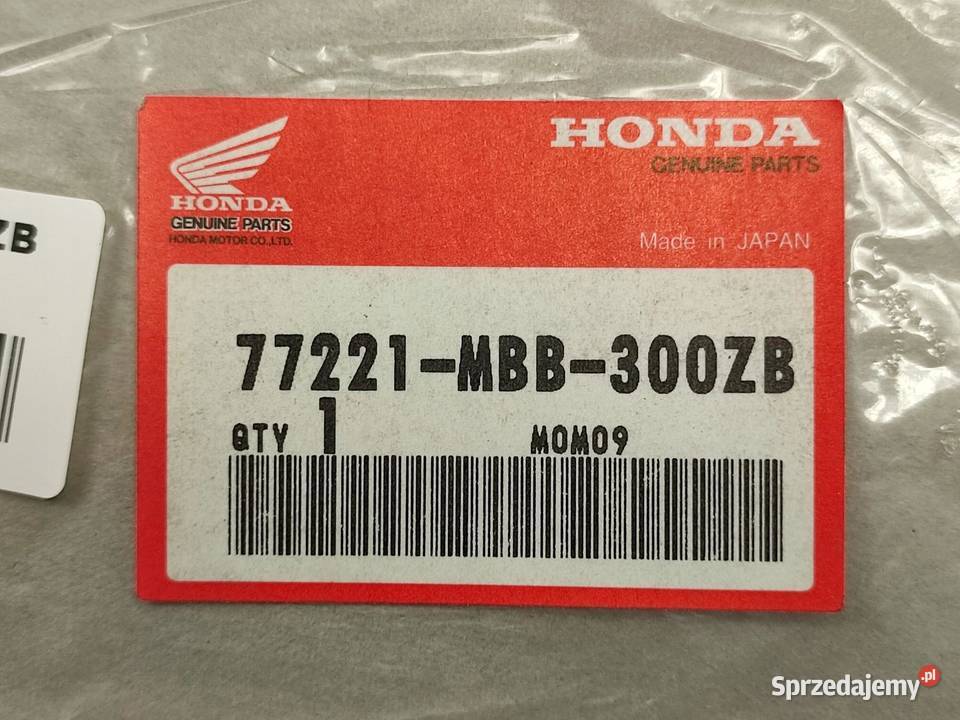 HONDA
GENUINE PARTS
HONDA MOTOR CO.,LTD.
HONDA
GENUINE PARTS
Made in JAPAN
ZB
77221-MBB-300ZB
QTY 1 MOMO9
Sprzedajemy.pl